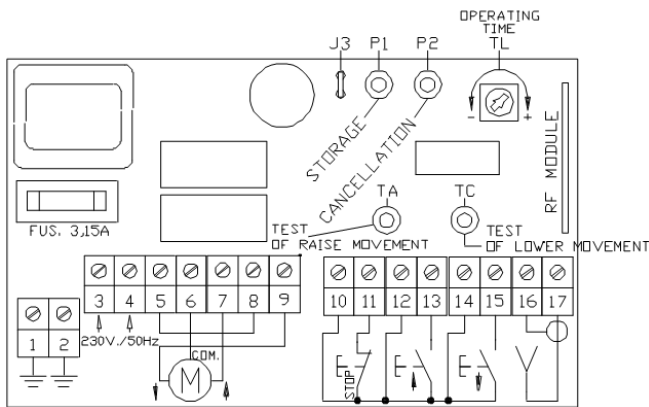 OPERATING
TIME
J3 P1 P2 TL
- +
STORAGE
CANCELLATION
RF MODULE
FUS. 3,15A
TA TC
TEST
OF RAISE MOVEMENT
TEST
OF LOWER MOVEMENT
3 4 5 6 7 8 9
10 11 12 13 14 15 16 17
1 2
230V./50Hz
COM.
M
STOP